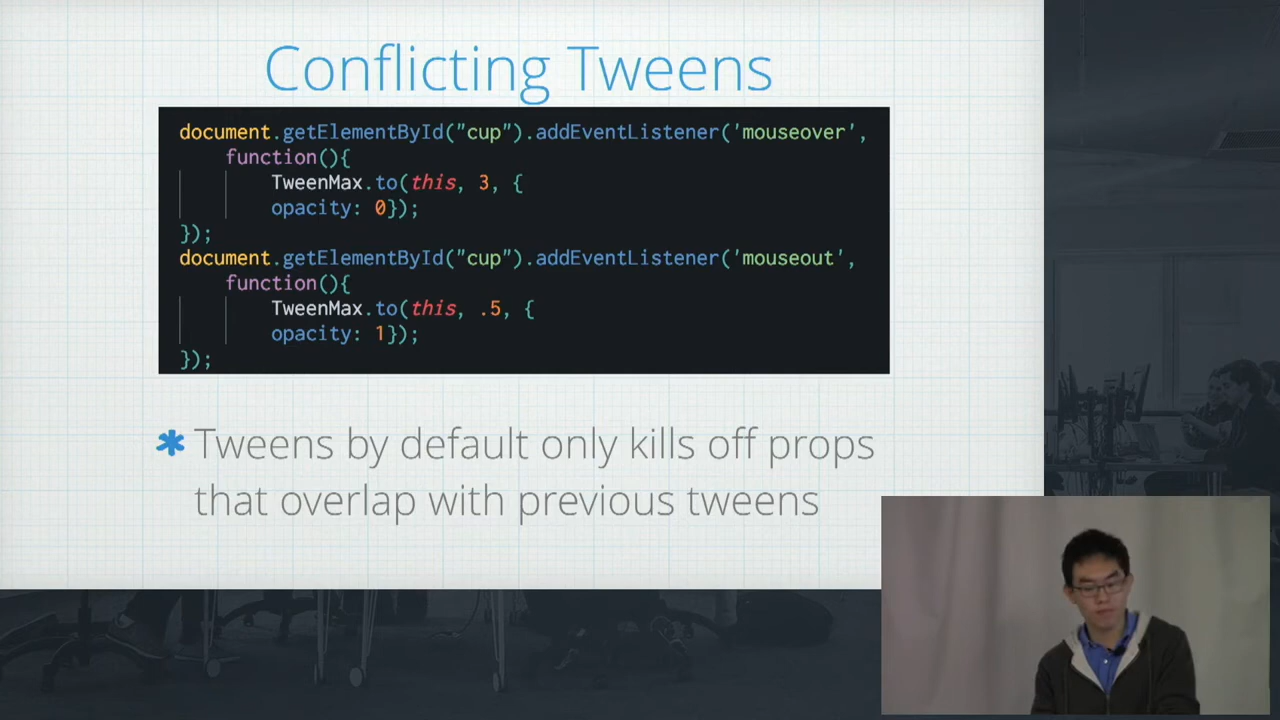 Conflicting Tweens
document.getElementById("cup").addEventListener('mouseover',
function(){
TweenMax.to(this, 3, {
opacity: 0});
});
document.getElementById("cup").addEventListener('mouseout',
function(){
TweenMax.to(this, .5, {
opacity: 1});
});
* Tweens by default only kills off props
that overlap with previous tweens